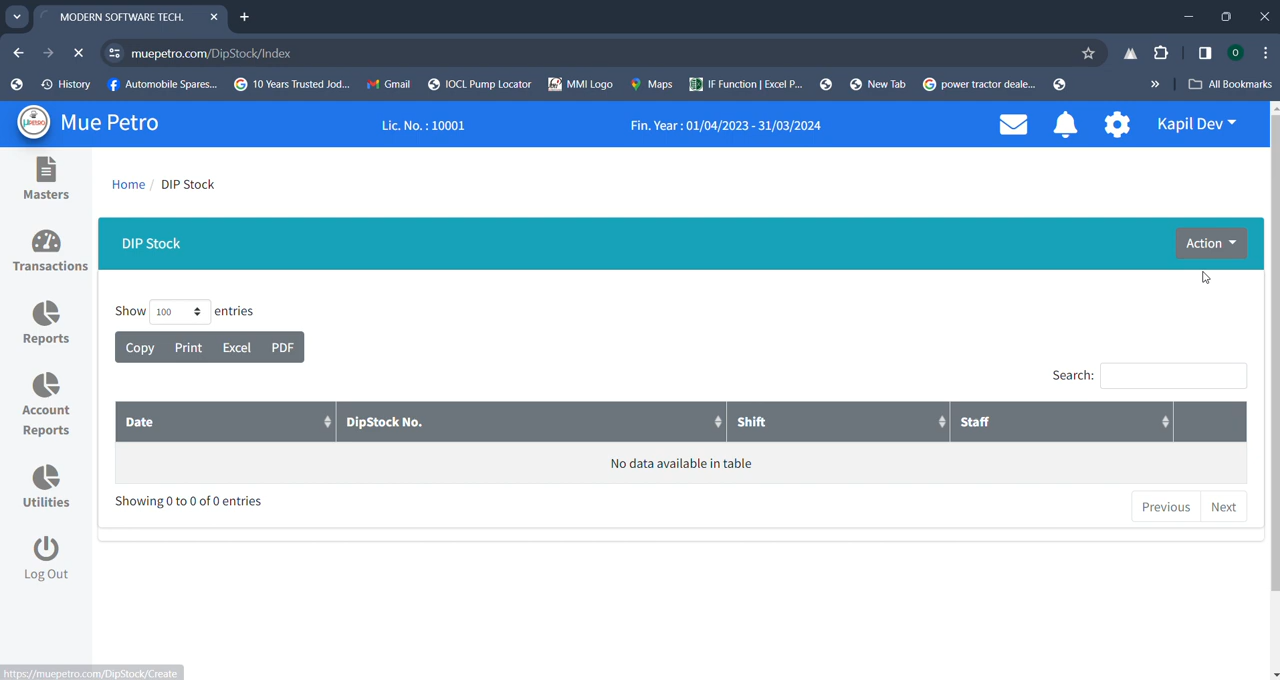 MODERN SOFTWARE TECH.
muepetro.com/DipStock/Index
O
History
Automobile Spares...
10 Years Trusted Jod...
Gmail
IOCL Pump Locator
MMI Logo
Maps
IF Function | Excel P...
New Tab
power tractor deale...
»
All Bookmarks
Mue Petro
Lic. No. : 10001
Fin. Year : 01/04/2023 - 31/03/2024
Kapil Dev
Masters
Transactions
Reports
Account
Reports
Utilities
Log Out
Home / DIP Stock
DIP Stock
Action
Show 100 entries
Copy Print Excel PDF
Search:
Date DipStock No. Shift Staff
No data available in table
Showing 0 to 0 of 0 entries
Previous Next
https://muepetro.com/DipStock/Create